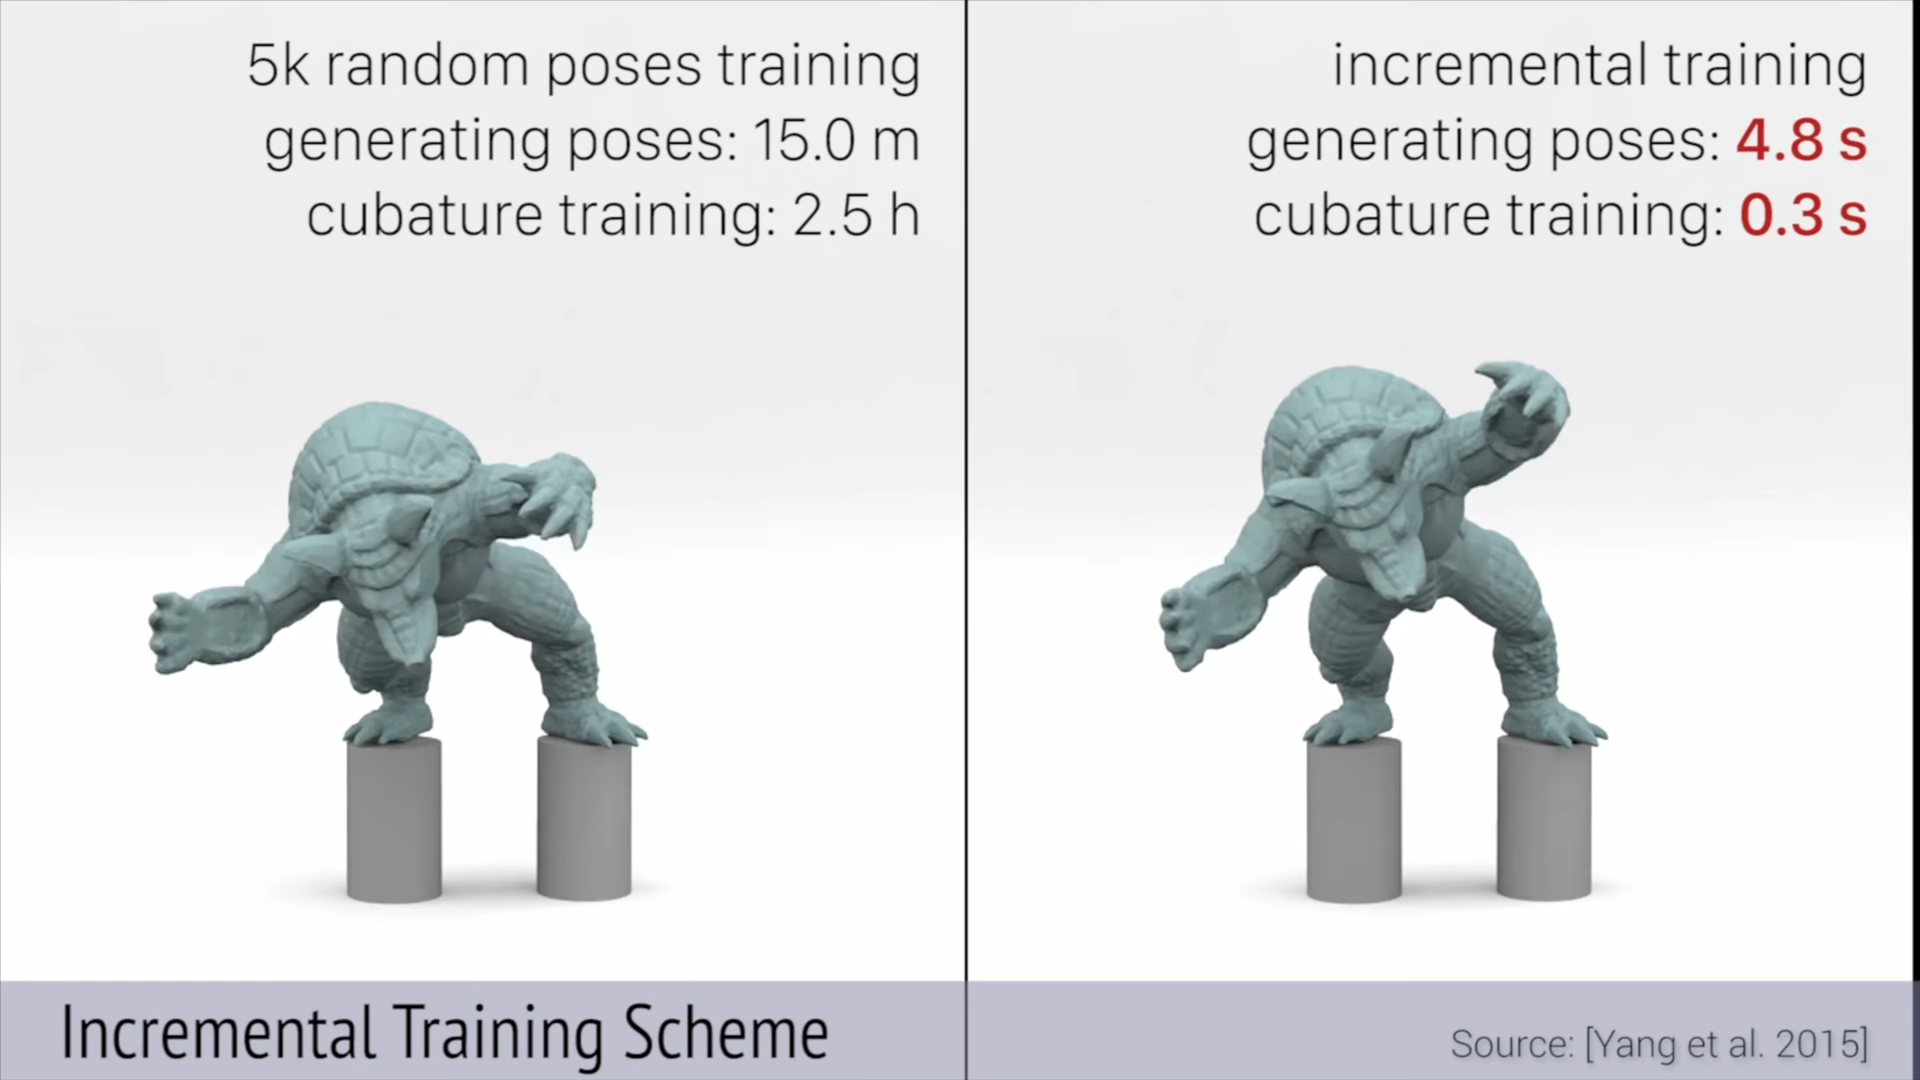 5k random poses training
generating poses: 15.0 m
cubature training: 2.5 h
incremental training
generating poses: 4.8 s
cubature training: 0.3 s
Incremental Training Scheme
Source: [Yang et al. 2015]